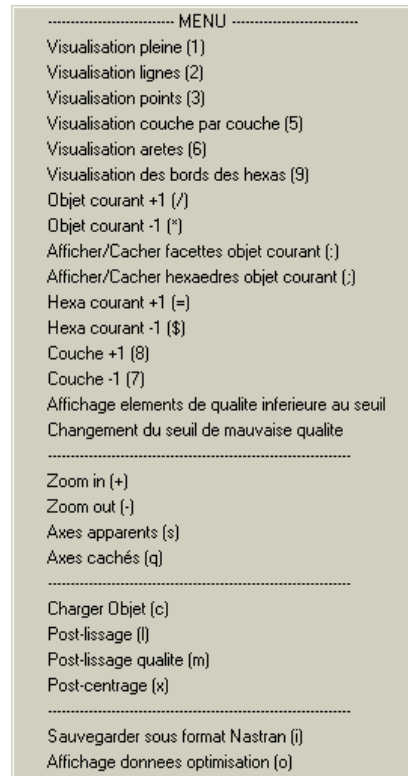 ---------------------------- MENU ----------------------------
Visualisation pleine (1)
Visualisation lignes (2)
Visualisation points (3)
Visualisation couche par couche (5)
Visualisation aretes (6)
Visualisation des bords des hexas (9)
Objet courant +1 (/)
Objet courant -1 (*)
Afficher/Cacher facettes objet courant (:)
Afficher/Cacher hexaedres objet courant (;)
Hexa courant +1 (=)
Hexa courant -1 ($)
Couche +1 (8)
Couche -1 (7)
Affichage elements de qualite inferieure au seuil
Changement du seuil de mauvaise qualite
--------------------------------------------------------------------
Zoom in (+)
Zoom out (-)
Axes apparents (s)
Axes cachés (q)
--------------------------------------------------------------------
Charger Objet (c)
Post-lissage (l)
Post-lissage qualite (m)
Post-centrage (x)
--------------------------------------------------------------------
Sauvegarder sous format Nastran (i)
Affichage donnees optimisation (o)